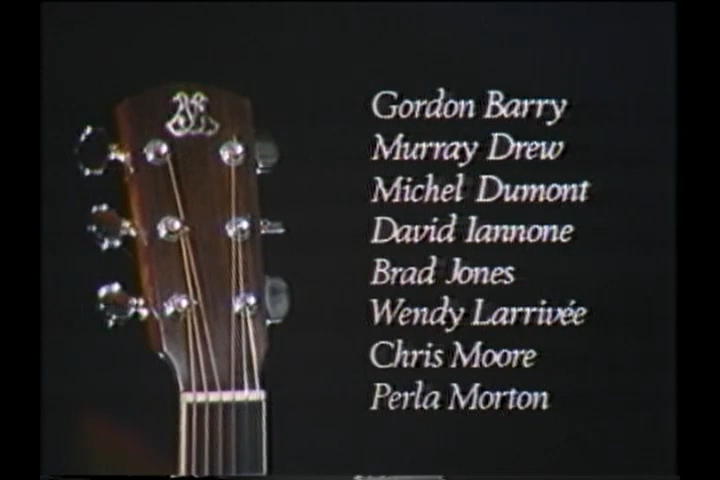 Gordon Barry
Murray Drew
Michel Dumont
David Iannone
Brad Jones
Wendy Larrivée
Chris Moore
Perla Morton